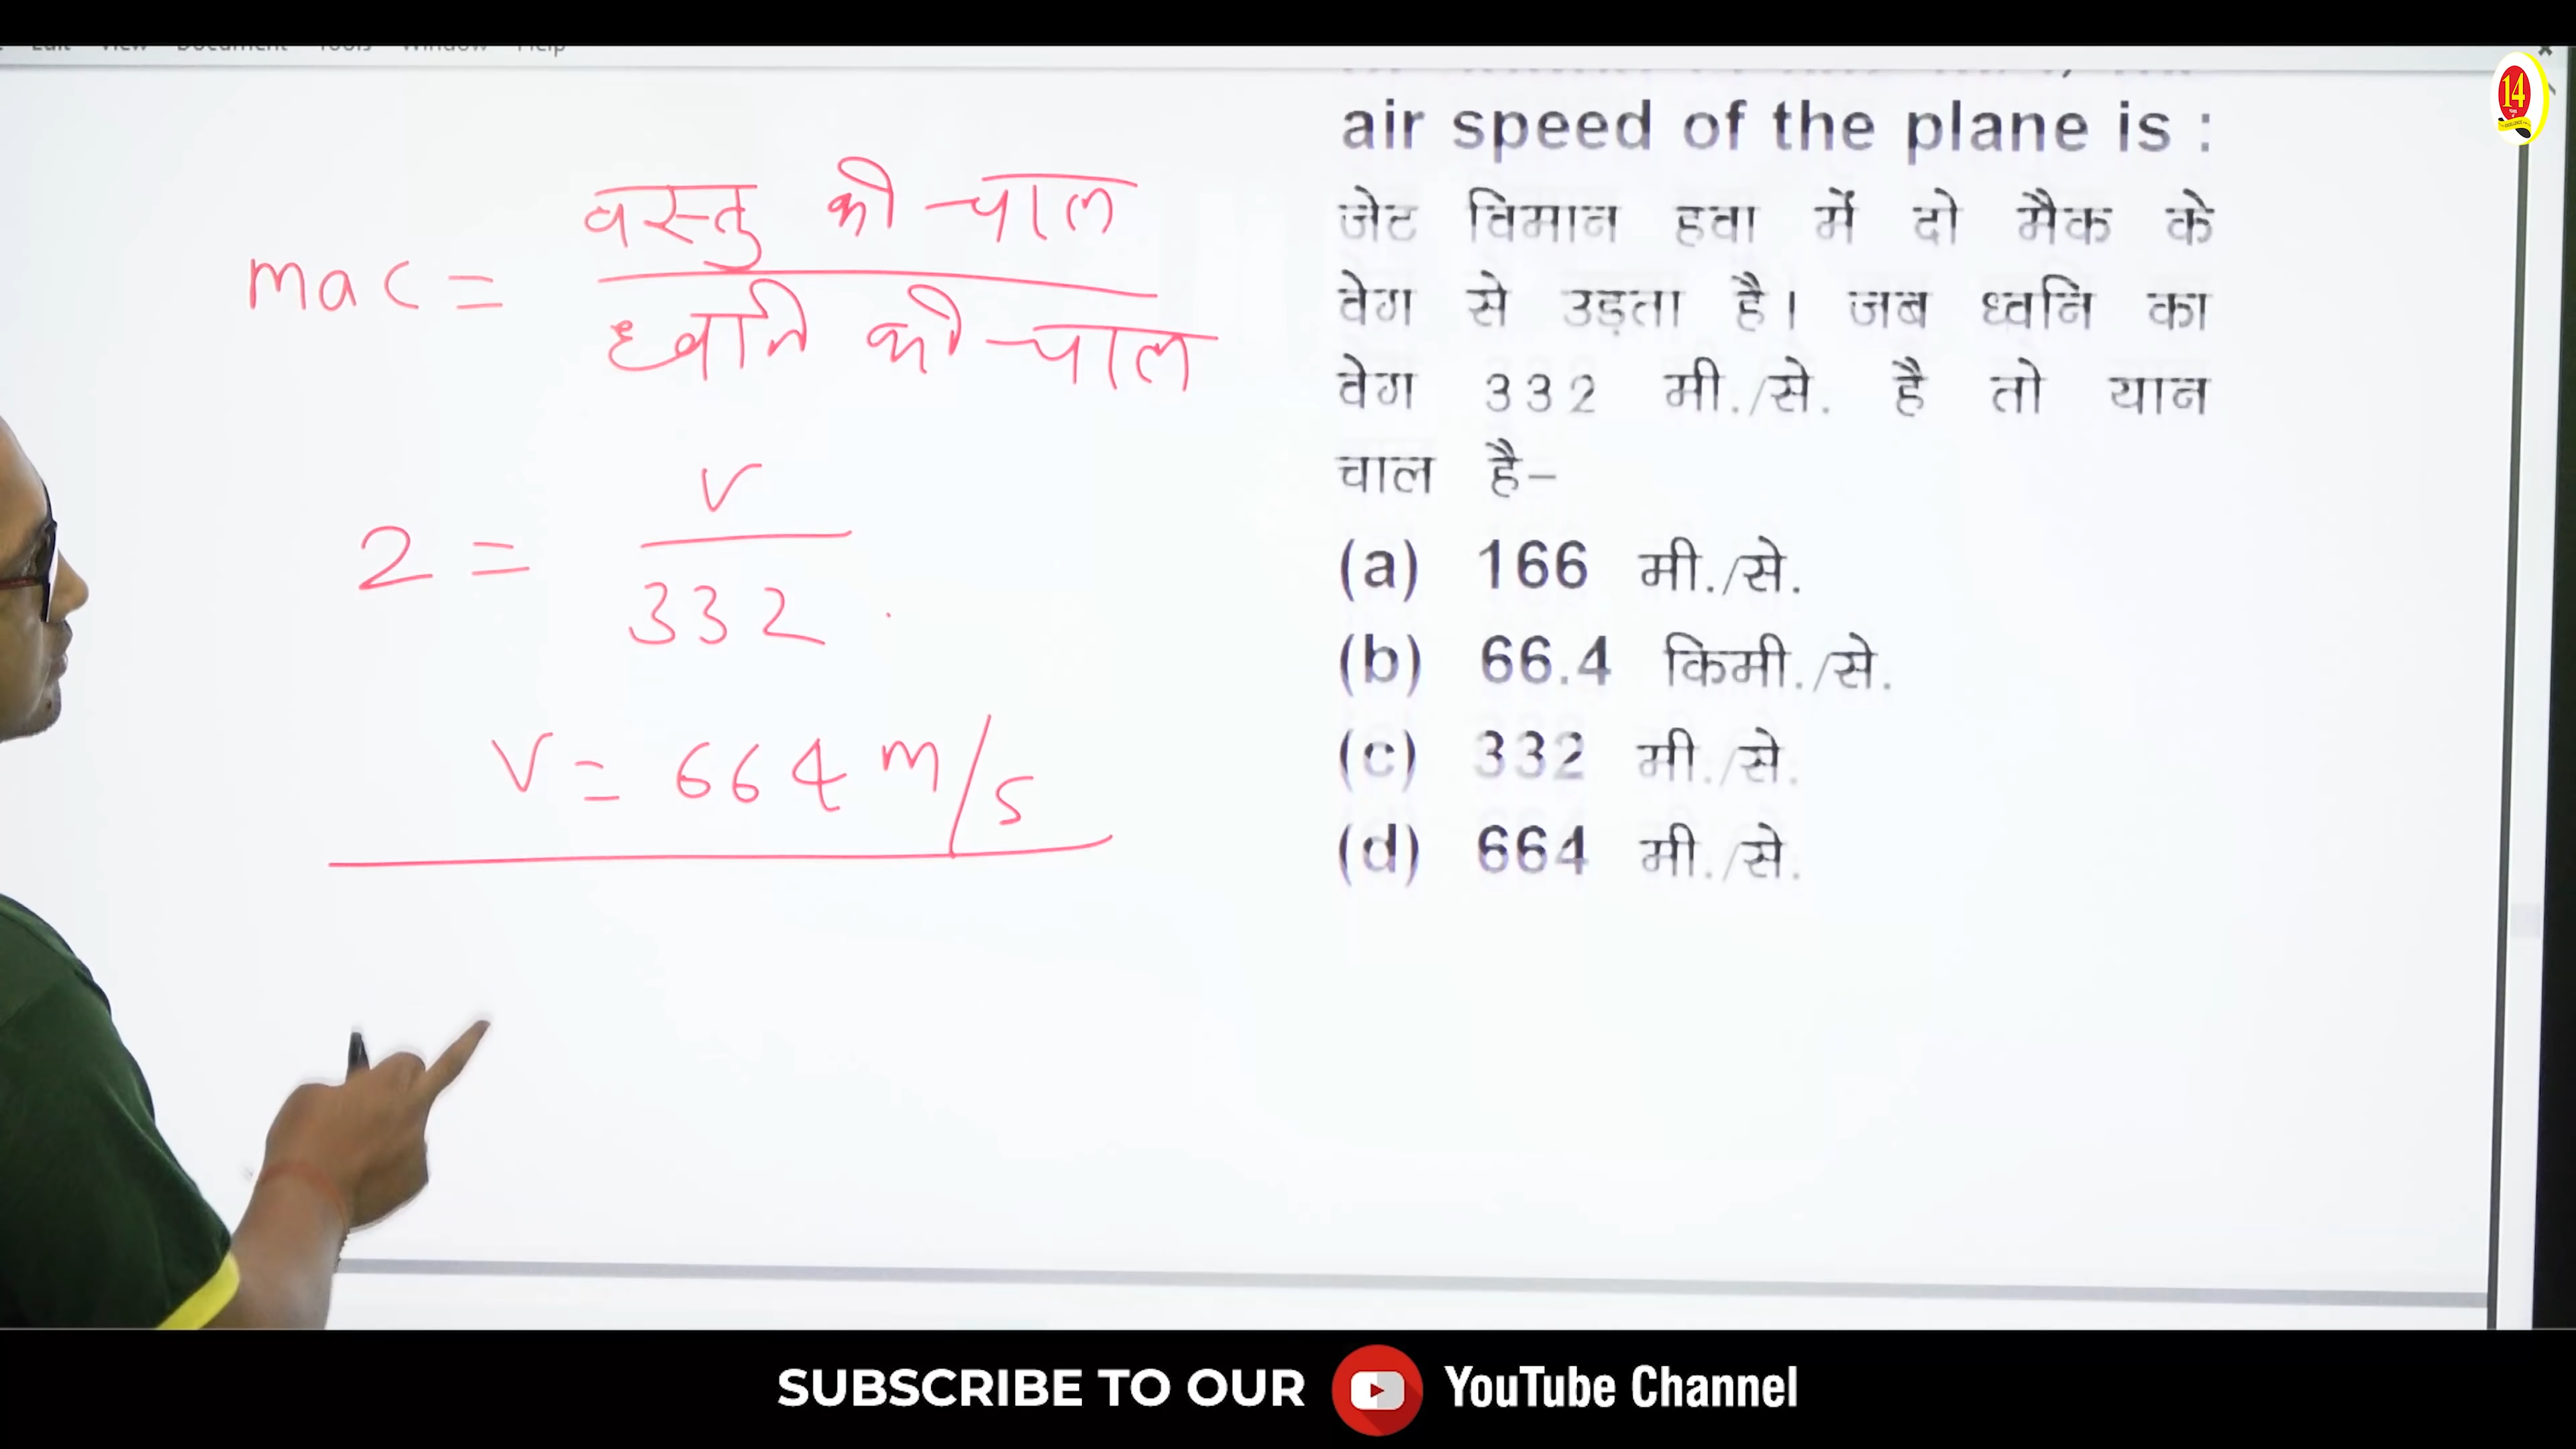 mac = वस्तु की चाल
ध्वनि की चाल
2 = v
332
v = 664 m/s
14
air speed of the plane is :
जेट विमान हवा में दो मैक के
वेग से उड़ता है। जब ध्वनि का
वेग 332 मी./से. है तो यान
चाल है–
(a) 166 मी./से.
(b) 66.4 किमी./से.
(c) 332 मी./से.
(d) 664 मी./से.
SUBSCRIBE TO OUR YouTube Channel